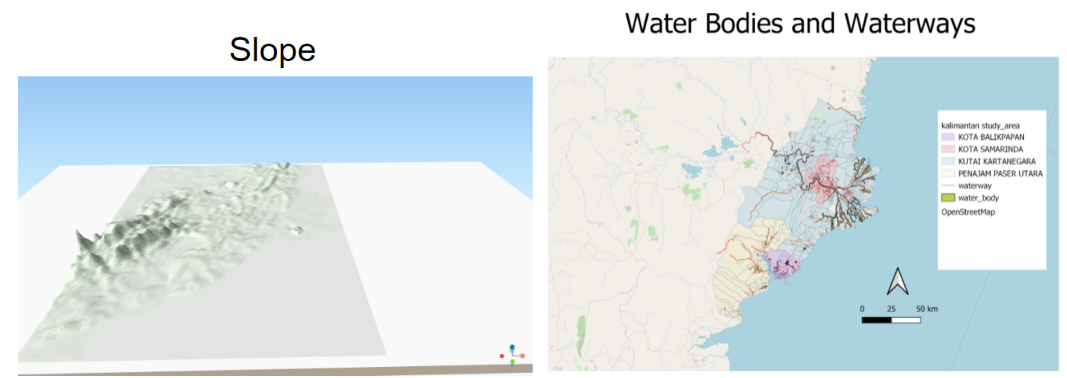 Slope
Water Bodies and Waterways
kalimantan study_area
KOTA BALIKPAPAN
KOTA SAMARINDA
KUTAI KARTANEGARA
PENAJAM PASER UTARA
waterway
water_body
OpenStreetMap
0 25 50 km